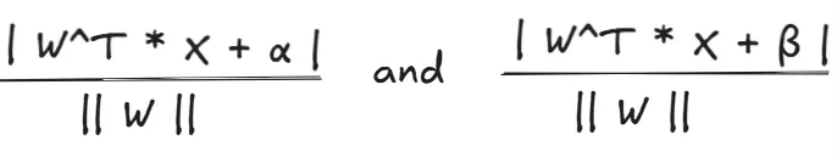 | W^T * X + α | and | W^T * X + β |
|| W || || W ||